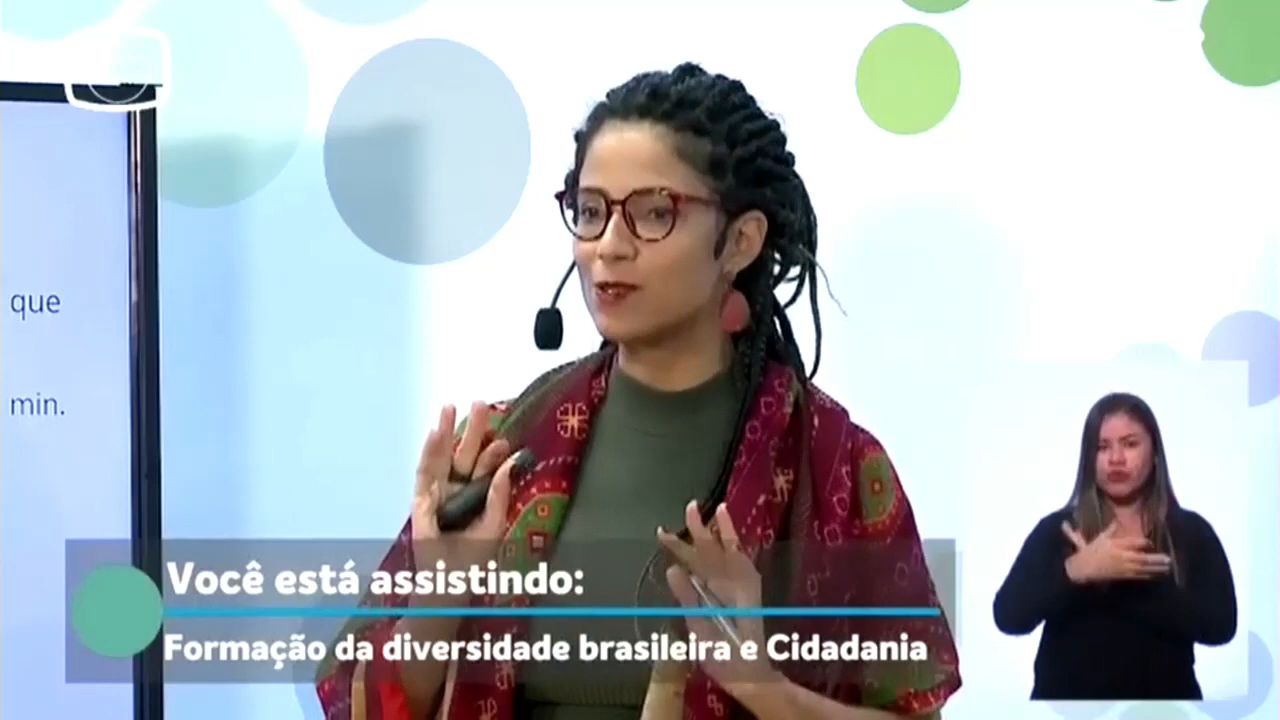 que
min.
Você está assistindo:
Formação da diversidade brasileira e Cidadania